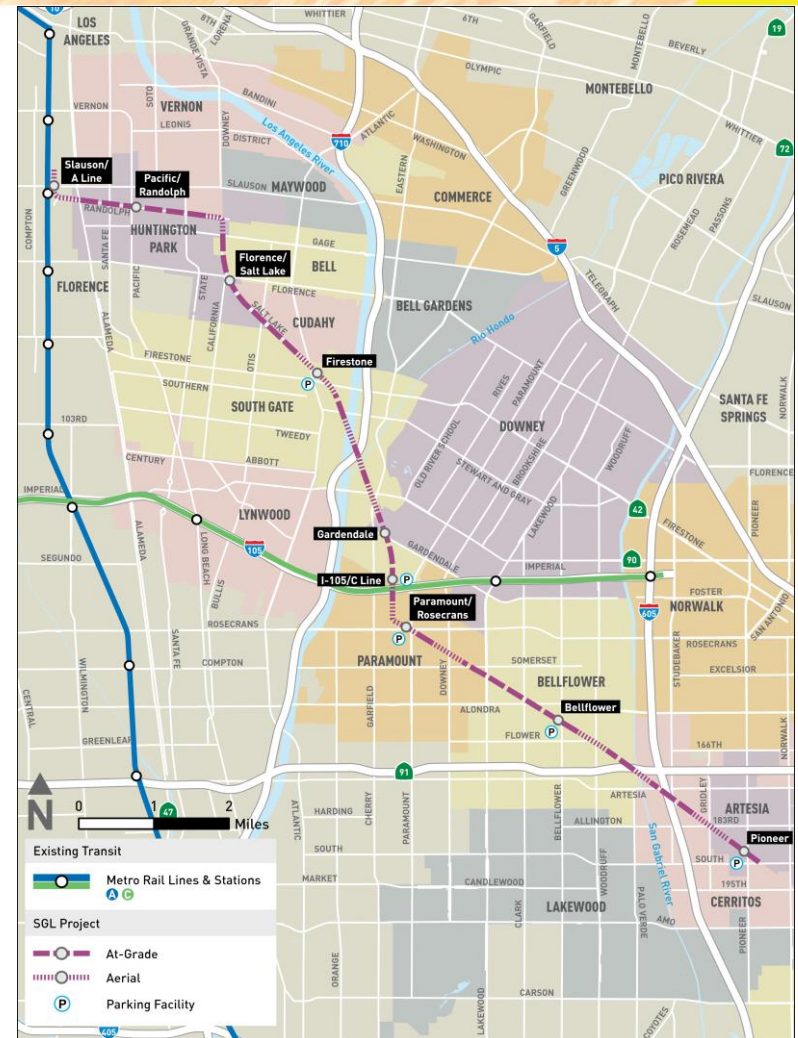 10
LOS
ANGELES
8TH
GRANDE VISTA
LORENA
WHITTIER
6TH
GARFIELD
MONTEBELLO
BEVERLY
19
OLYMPIC
MONTEBELLO
VERNON
SOTO
VERNON
LEONIS
DOWNEY
BANDINI
DISTRICT
Los Angeles River
710
ATLANTIC
WASHINGTON
EASTERN
GREENWOOD
WHITTIER
72
Slauson/
A Line
Pacific/
Randolph
SLAUSON
MAYWOOD
COMMERCE
PICO RIVERA
ROSEMEAD
PASSONS
COMPTON
RANDOLPH
SANTA FE
HUNTINGTON
PARK
GAGE
BELL
5
TELEGRAPH
FLORENCE
PACIFIC
STATE
Florence/
Salt Lake
FLORENCE
BELL GARDENS
SLAUSON
ALAMEDA
CALIFORNIA
SALT LAKE
CUDAHY
Rio Hondo
FIRESTONE
OTIS
Firestone
P
RIVES
PARAMOUNT
SOUTHERN
SOUTH GATE
DOWNEY
SANTA FE
SPRINGS
NORWALK
103RD
TWEEDY
OLD RIVER SCHOOL
BROOKSHIRE
WOODRUFF
CENTURY
ABBOTT
STEWART AND GRAY
FLORENCE
IMPERIAL
LYNWOOD
LAKEWOOD
42
FIRESTONE
PIONEER
ALAMEDA
LONG BEACH
105
Gardendale
GARDENDALE
90
SEGUNDO
BULLIS
I-105/C Line
P
IMPERIAL
FOSTER
NORWALK
SAN ANTONIO
ROSECRANS
Paramount/
Rosecrans
P
605
STUDEBAKER
ROSECRANS
SANTA FE
COMPTON
PARAMOUNT
DOWNEY
SOMERSET
BELLFLOWER
EXCELSIOR
CENTRAL
WILMINGTON
GARFIELD
ALONDRA
Bellflower
FLOWER
P
NORWALK
GREENLEAF
166TH
91
N
0 1 2
Miles
47
ATLANTIC
HARDING
CHERRY
PARAMOUNT
BELLFLOWER
ARTESIA
ALLINGTON
GRIDLEY
ARTESIA
183RD
SOUTH
San Gabriel River
Pioneer
P
SOUTH
MARKET
CANDLEWOOD
WOODRUFF
195TH
CERRITOS
CLARK
LAKEWOOD
PALO VERDE
AMO
PIONEER
ORANGE
CARSON
LAKEWOOD
COYOTES
405
Existing Transit
Metro Rail Lines & Stations
A C
SGL Project
At-Grade
Aerial
P Parking Facility